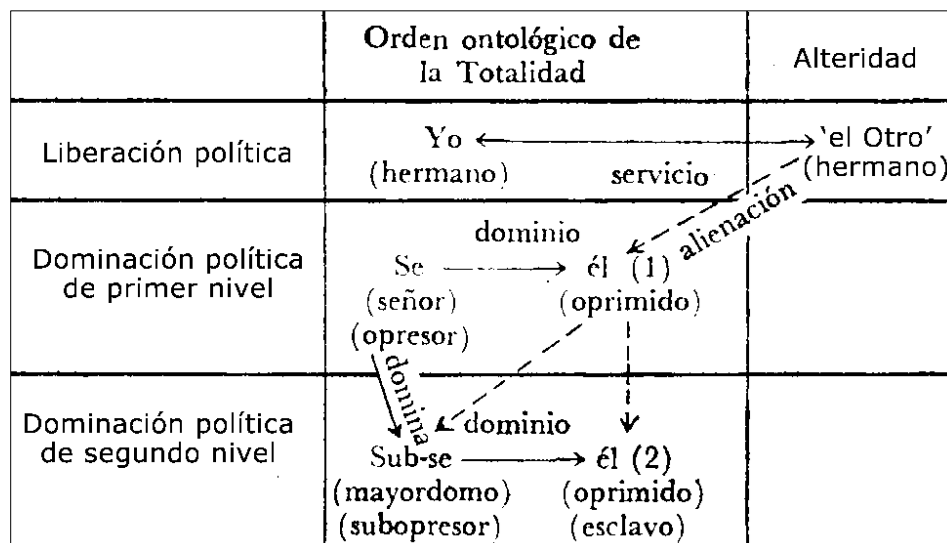 Orden ontológico de
la Totalidad
Alteridad
Liberación política
Yo
(hermano)
servicio
'el Otro'
(hermano)
alienación
Dominación política
de primer nivel
dominio
Se
(señor)
(opresor)
él (1)
(oprimido)
domina
Dominación política
de segundo nivel
dominio
Sub-se
(mayordomo)
(subopresor)
él (2)
(oprimido)
(esclavo)